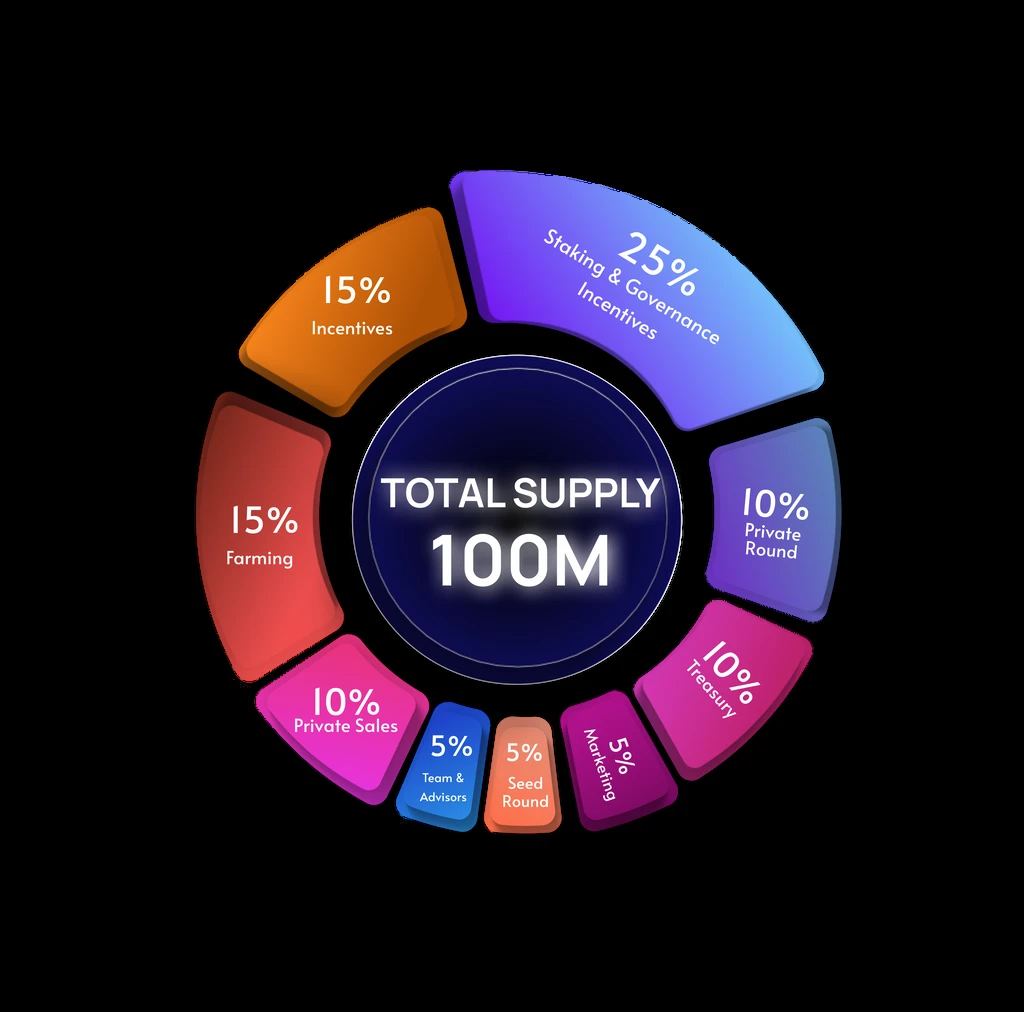 25%
Staking & Governance
Incentives
15%
Incentives
10%
Private
Round
15%
Farming
TOTAL SUPPLY
100M
10%
Treasury
10%
Private Sales
5%
Team &
Advisors
5%
Seed
Round
5%
Marketing